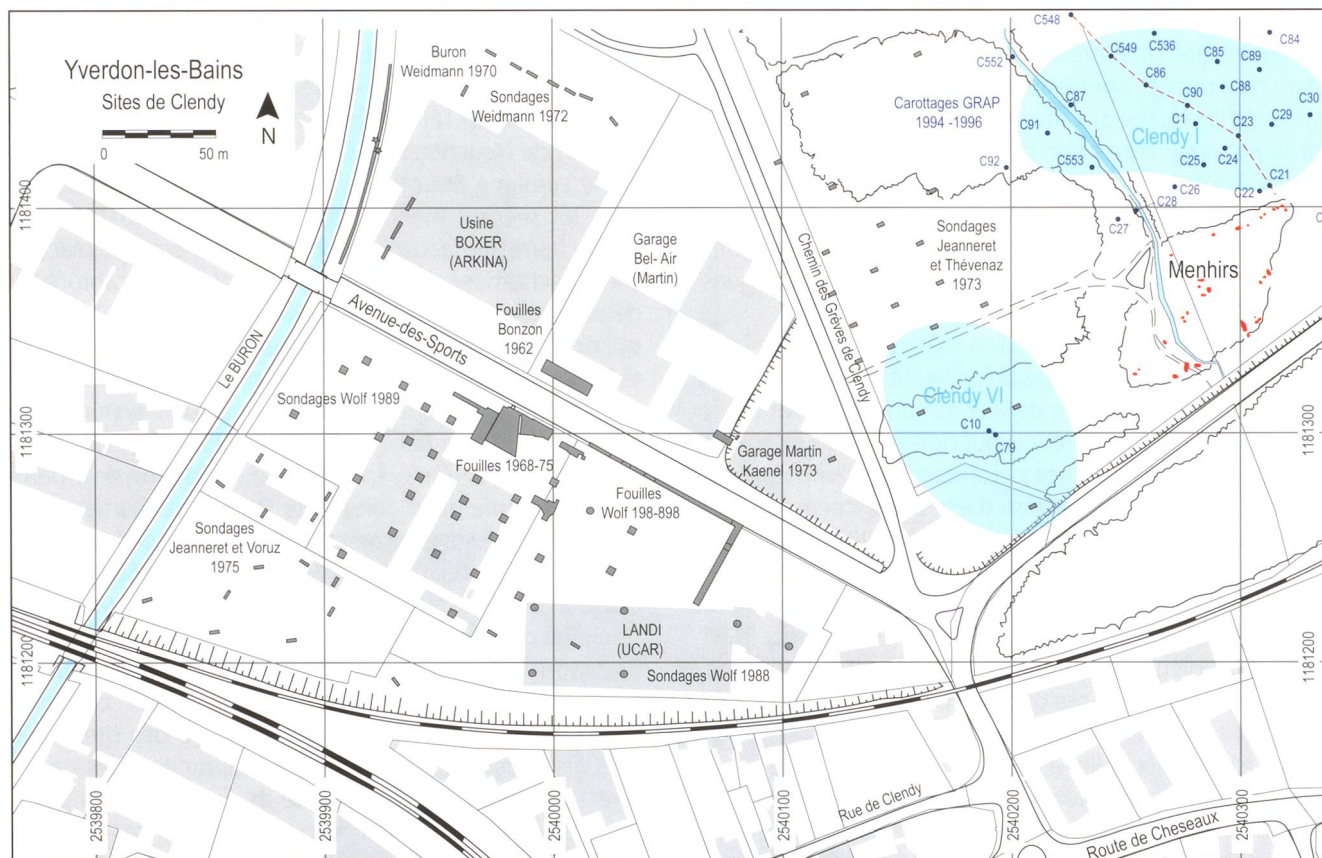 Yverdon-les-Bains
Sites de Clendy
N
0
50 m
Buron
Weidmann 1970
Sondages
Weidmann 1972
Usine
BOXER
(ARKINA)
Garage
Bel- Air
(Martin)
Fouilles
Bonzon
1962
Avenue-des-Sports
Le BURON
Chemin des Grèves de Clendy
Sondages Wolf 1989
Fouilles 1968-75
Fouilles
Wolf 198-898
Garage Martin
Kaenel 1973
Sondages
Jeanneret et Voruz
1975
LANDI
(UCAR)
Sondages Wolf 1988
Carottages GRAP
1994 -1996
Sondages
Jeanneret
et Thévenaz
1973
Menhirs
Clendy I
Clendy VI
C548
C549
C536
C85
C89
C84
C552
C86
C88
C87
C90
C30
C29
C1
C23
C91
C24
C25
C92
C553
C26
C22
C21
C28
C27
C
C10
C79
Rue de Clendy
Route de Cheseaux
1181400
1181300
1181200
1181400
1181300
1181200
2539800
2539900
2540000
2540100
2540200
2540300